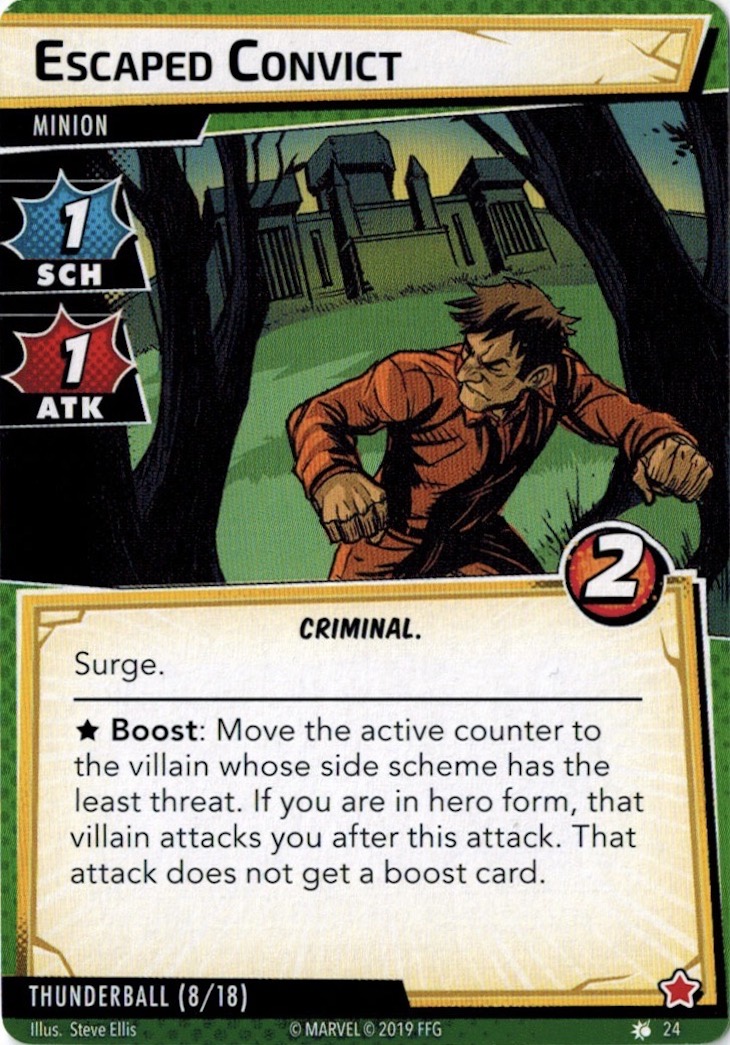 ESCAPED CONVICT
MINION
1
SCH
1
ATK
2
CRIMINAL.
Surge.
★ Boost: Move the active counter to
the villain whose side scheme has the
least threat. If you are in hero form, that
villain attacks you after this attack. That
attack does not get a boost card.
THUNDERBALL (8/18)
Illus. Steve Ellis
© MARVEL © 2019 FFG
24